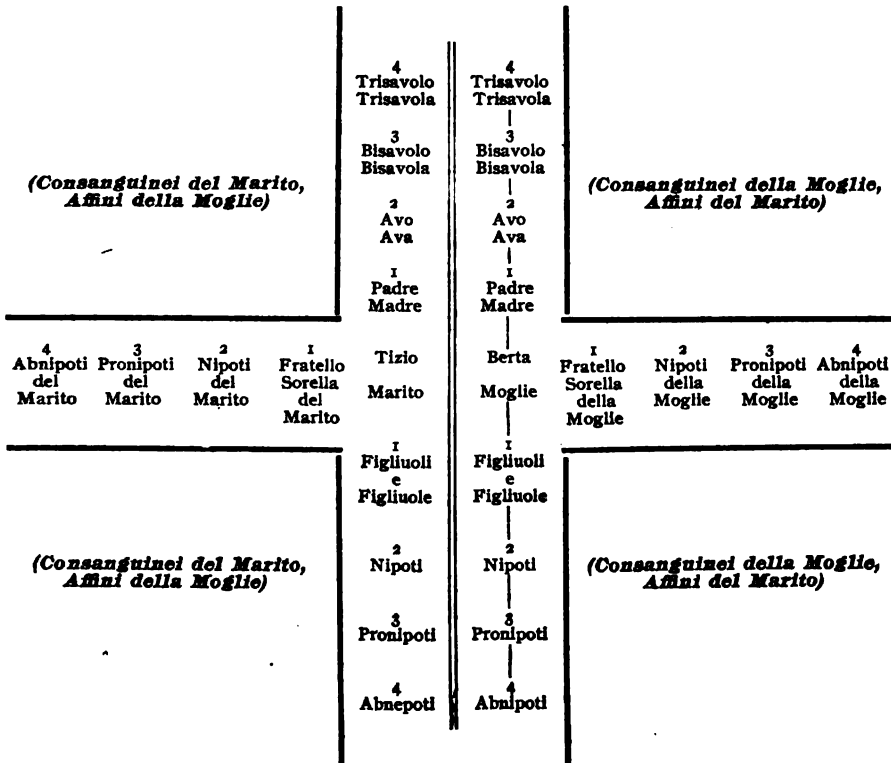 4
Trisavolo
Trisavola
3
Bisavolo
Bisavola
2
Avo
Ava
1
Padre
Madre
4
Trisavolo
Trisavola
3
Bisavolo
Bisavola
2
Avo
Ava
1
Padre
Madre
(Consanguinei del Marito,
Affini della Moglie)
(Consanguinei della Moglie,
Affini del Marito)
4
Abnipoti
del
Marito
3
Pronipoti
del
Marito
2
Nipoti
del
Marito
1
Fratello
Sorella
del
Marito
Tizio
Marito
Berta
Moglie
1
Fratello
Sorella
della
Moglie
2
Nipoti
della
Moglie
3
Pronipoti
della
Moglie
4
Abnipoti
della
Moglie
1
Figliuoli
e
Figliuole
2
Nipoti
3
Pronipoti
4
Abnepoti
1
Figliuoli
e
Figliuole
2
Nipoti
3
Pronipoti
4
Abnipoti
(Consanguinei del Marito,
Affini della Moglie)
(Consanguinei della Moglie,
Affini del Marito)